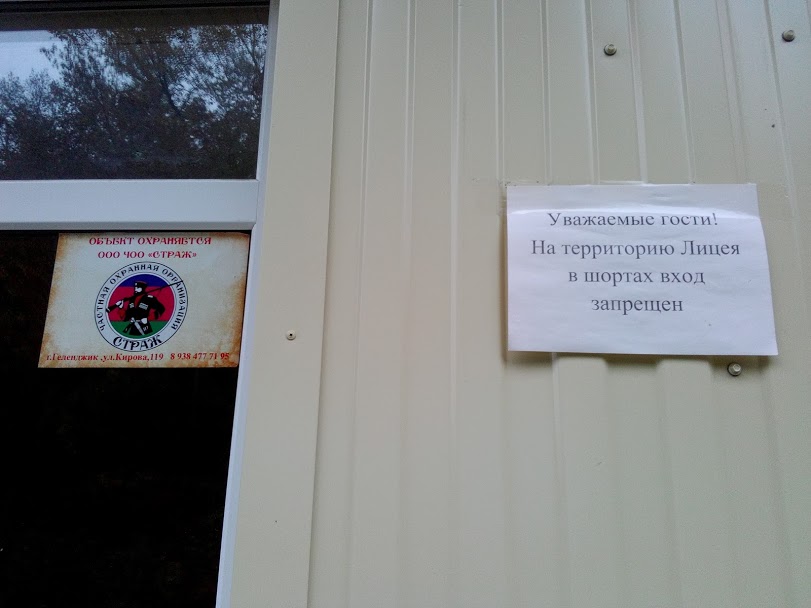 ОБЪЕКТ ОХРАНЯЕТСЯ
ООО ЧОО «СТРАЖ»
ЧАСТНАЯ ОХРАННАЯ ОРГАНИЗАЦИЯ
СТРАЖ
г.Геленджик ,ул.Кирова,119 8 938 477 71 95
Уважаемые гости!
На территорию Лицея
в шортах вход
запрещен